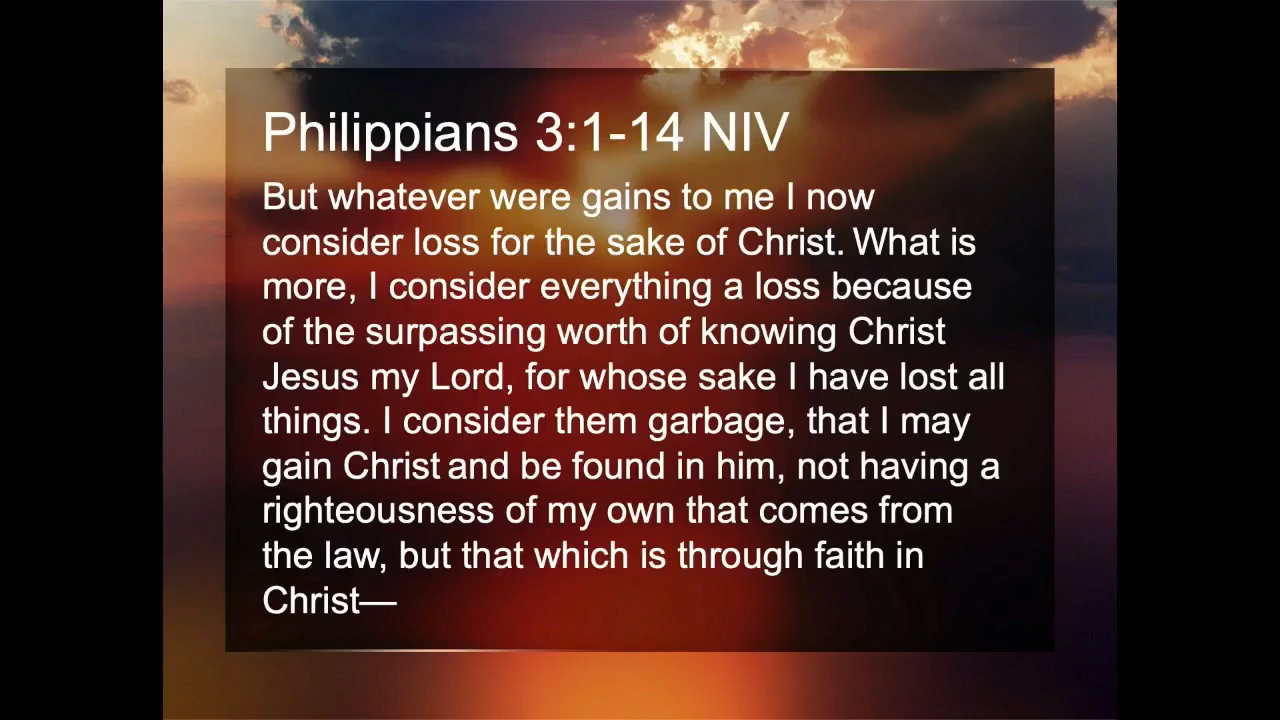 Philippians 3:1-14 NIV
But whatever were gains to me I now
consider loss for the sake of Christ. What is
more, I consider everything a loss because
of the surpassing worth of knowing Christ
Jesus my Lord, for whose sake I have lost all
things. I consider them garbage, that I may
gain Christ and be found in him, not having a
righteousness of my own that comes from
the law, but that which is through faith in
Christ—